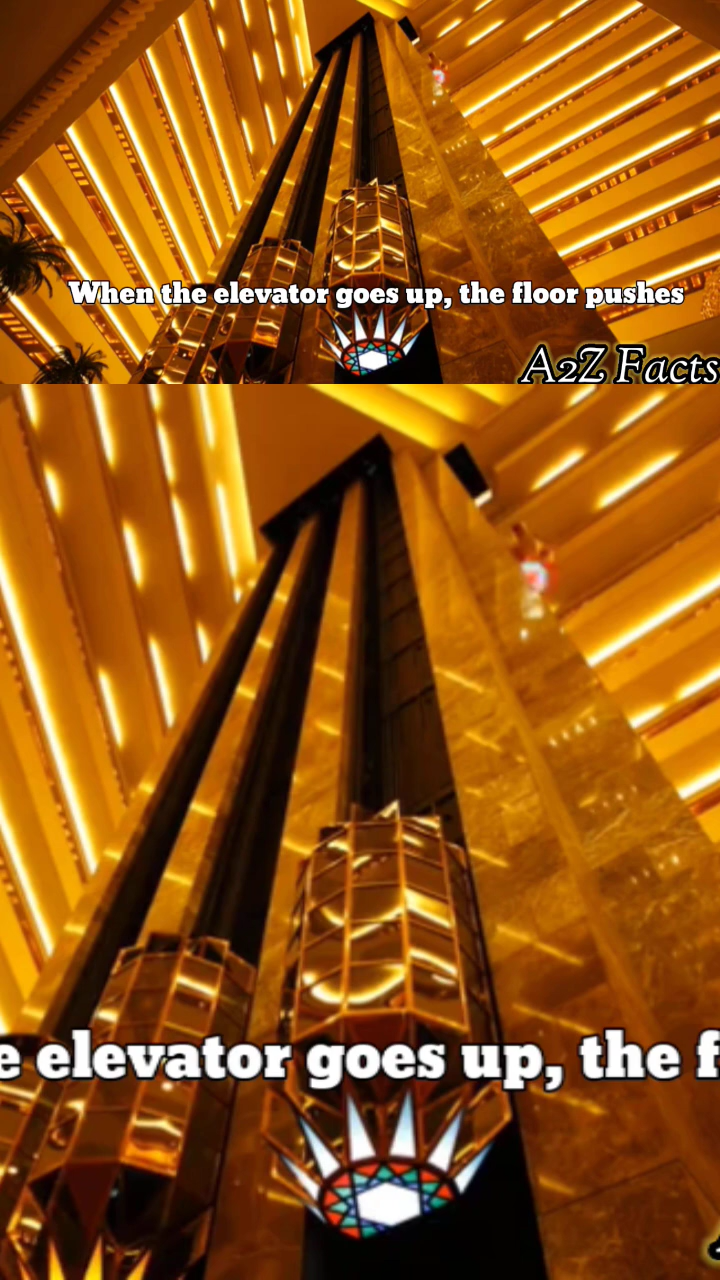 When the elevator goes up, the floor pushes
A2Z Facts
e elevator goes up, the f